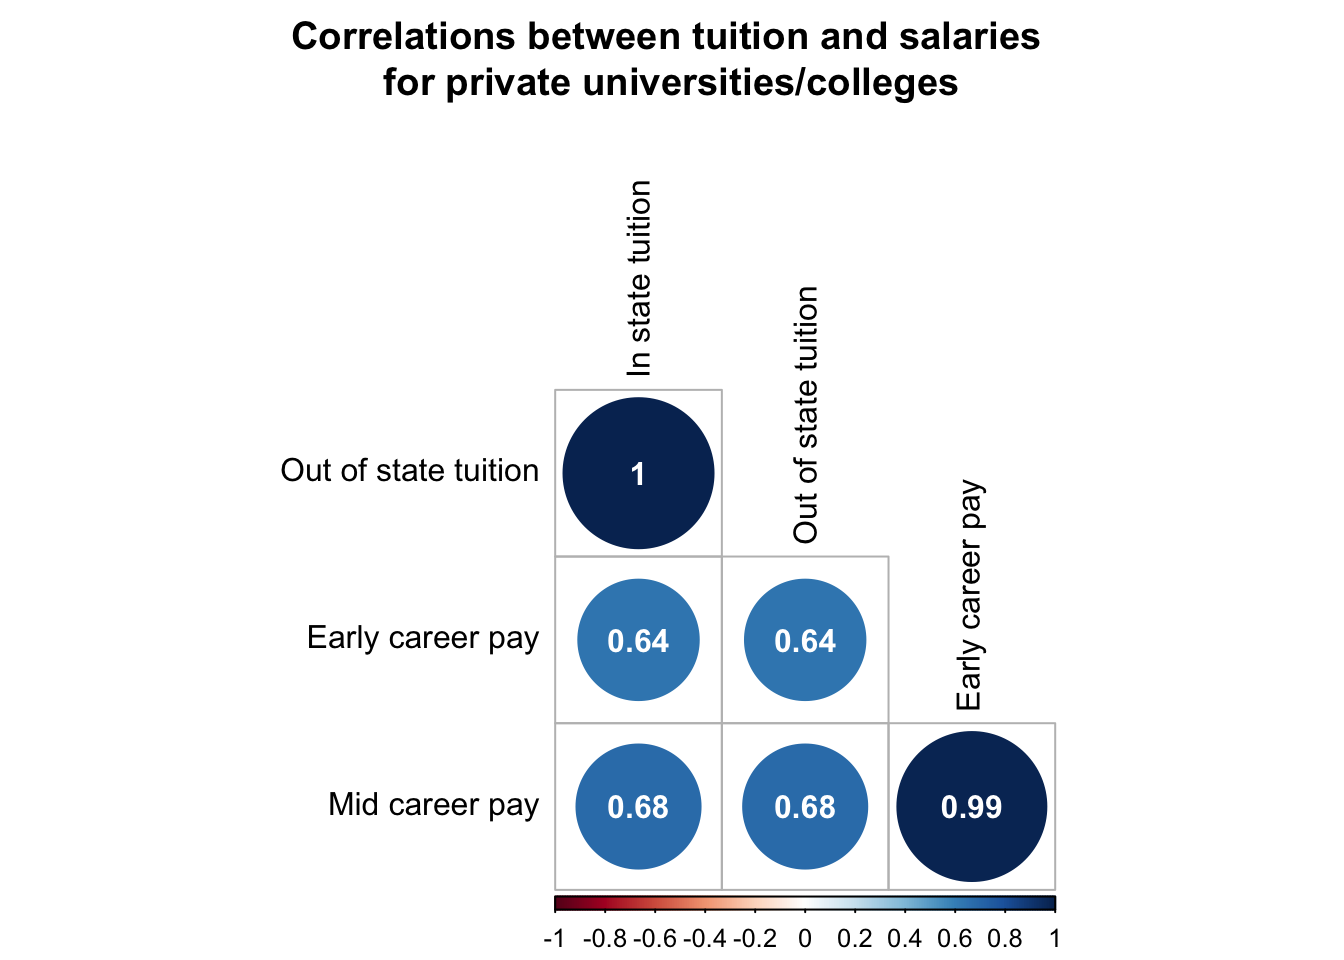 Correlations between tuition and salaries
for private universities/colleges
In state tuition
Out of state tuition
Early career pay
Out of state tuition
1
Early career pay
0.64
0.64
Mid career pay
0.68
0.68
0.99
-1 -0.8 -0.6 -0.4 -0.2 0 0.2 0.4 0.6 0.8 1